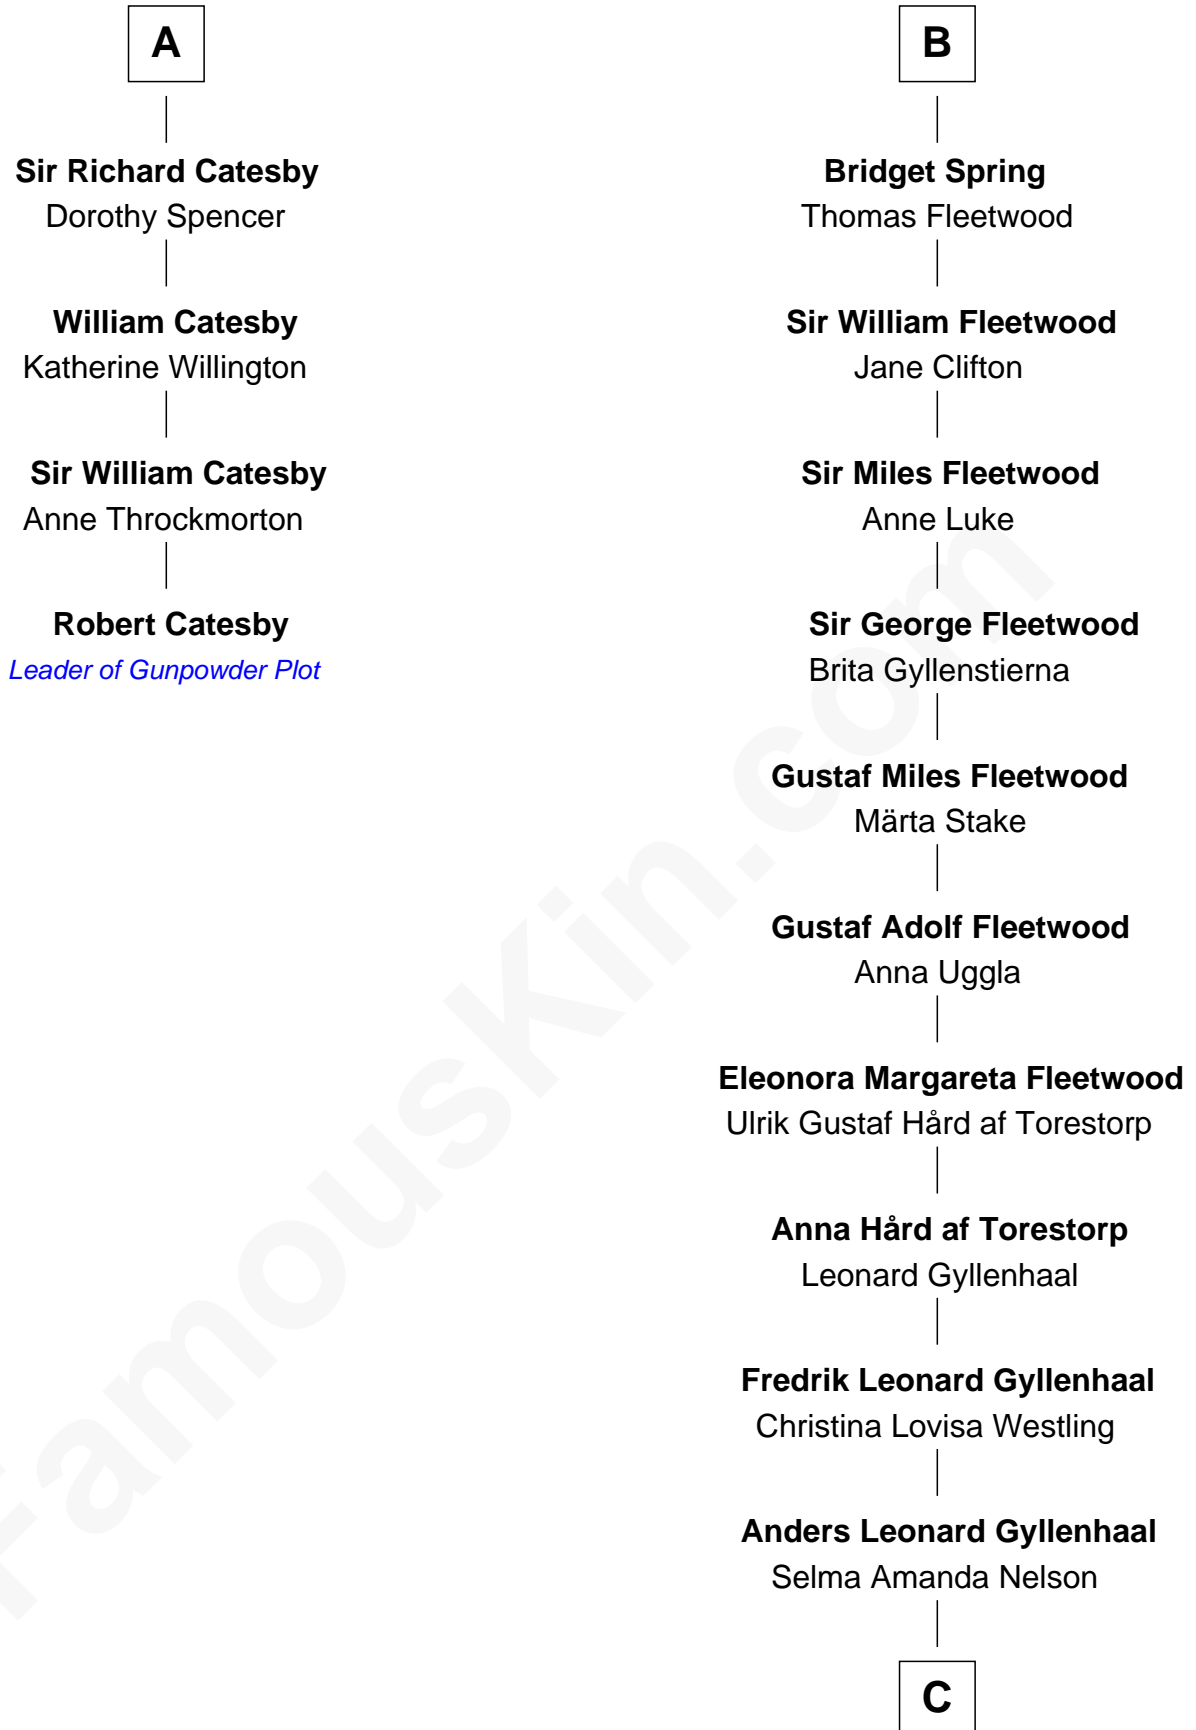 A
Sir Richard Catesby
Dorothy Spencer
William Catesby
Katherine Willington
Sir William Catesby
Anne Throckmorton
Robert Catesby
Leader of Gunpowder Plot
B
Bridget Spring
Thomas Fleetwood
Sir William Fleetwood
Jane Clifton
Sir Miles Fleetwood
Anne Luke
Sir George Fleetwood
Brita Gyllenstierna
Gustaf Miles Fleetwood
Märta Stake
Gustaf Adolf Fleetwood
Anna Uggla
Eleonora Margareta Fleetwood
Ulrik Gustaf Hård af Torestorp
Anna Hård af Torestorp
Leonard Gyllenhaal
Fredrik Leonard Gyllenhaal
Christina Lovisa Westling
Anders Leonard Gyllenhaal
Selma Amanda Nelson
C
FamousKin.com